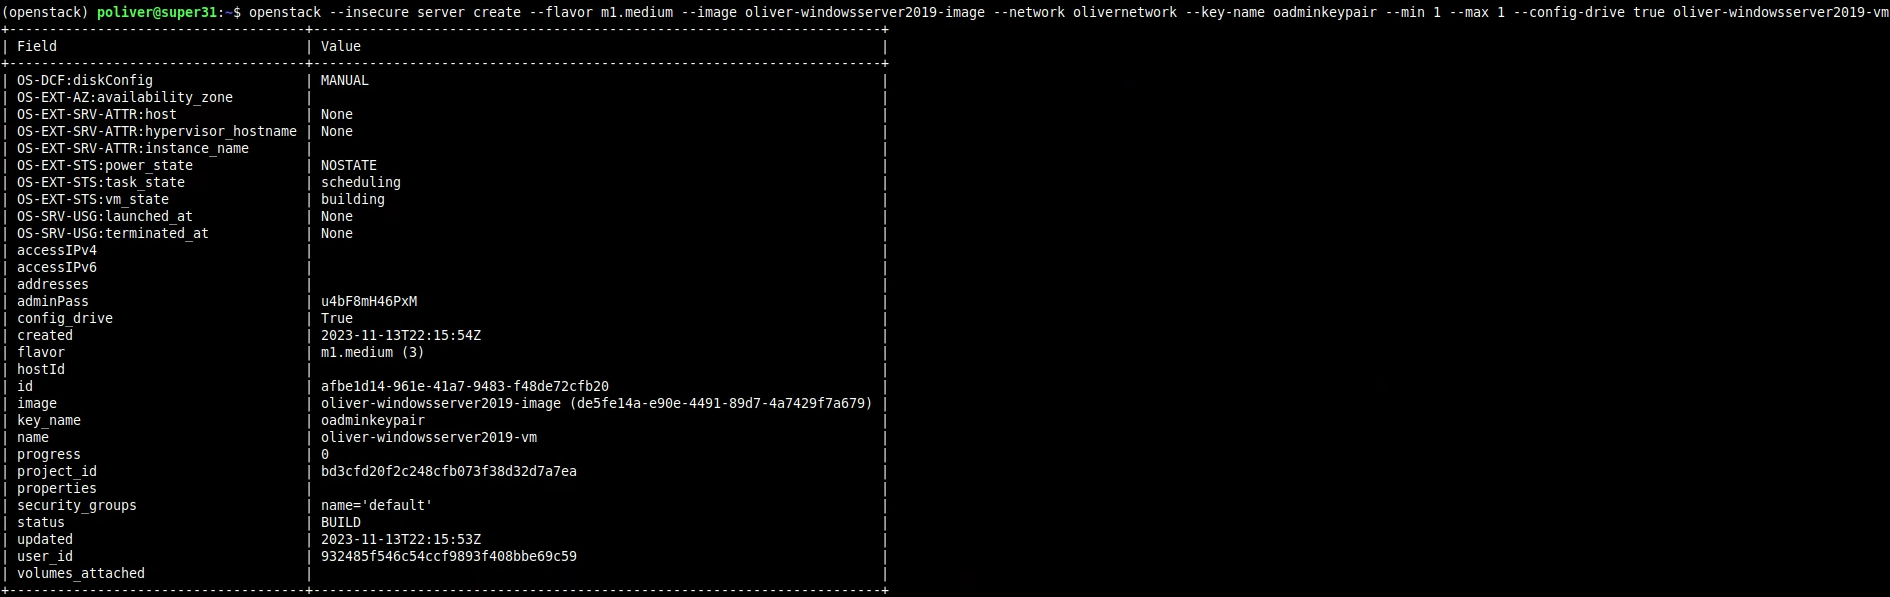 (openstack) poliver@super31:~$ openstack --insecure server create --flavor m1.medium --image oliver-windowsserver2019-image --network olivernetwork --key-name oadminkeypair --min 1 --max 1 --config-drive true oliver-windowsserver2019-vm
+-------------------------------------+-----------------------------------------------------------------------+
| Field | Value |
+-------------------------------------+-----------------------------------------------------------------------+
| OS-DCF:diskConfig | MANUAL |
| OS-EXT-AZ:availability_zone | |
| OS-EXT-SRV-ATTR:host | None |
| OS-EXT-SRV-ATTR:hypervisor_hostname | None |
| OS-EXT-SRV-ATTR:instance_name | |
| OS-EXT-STS:power_state | NOSTATE |
| OS-EXT-STS:task_state | scheduling |
| OS-EXT-STS:vm_state | building |
| OS-SRV-USG:launched_at | None |
| OS-SRV-USG:terminated_at | None |
| accessIPv4 | |
| accessIPv6 | |
| addresses | |
| adminPass | u4bF8mH46PxM |
| config_drive | True |
| created | 2023-11-13T22:15:54Z |
| flavor | m1.medium (3) |
| hostId | |
| id | afbe1d14-961e-41a7-9483-f48de72cfb20 |
| image | oliver-windowsserver2019-image (de5fe14a-e90e-4491-89d7-4a7429f7a679) |
| key_name | oadminkeypair |
| name | oliver-windowsserver2019-vm |
| progress | 0 |
| project_id | bd3cfd20f2c248cfb073f38d32d7a7ea |
| properties | |
| security_groups | name='default' |
| status | BUILD |
| updated | 2023-11-13T22:15:53Z |
| user_id | 932485f546c54ccf9893f408bbe69c59 |
| volumes_attached | |
+-------------------------------------+-----------------------------------------------------------------------+